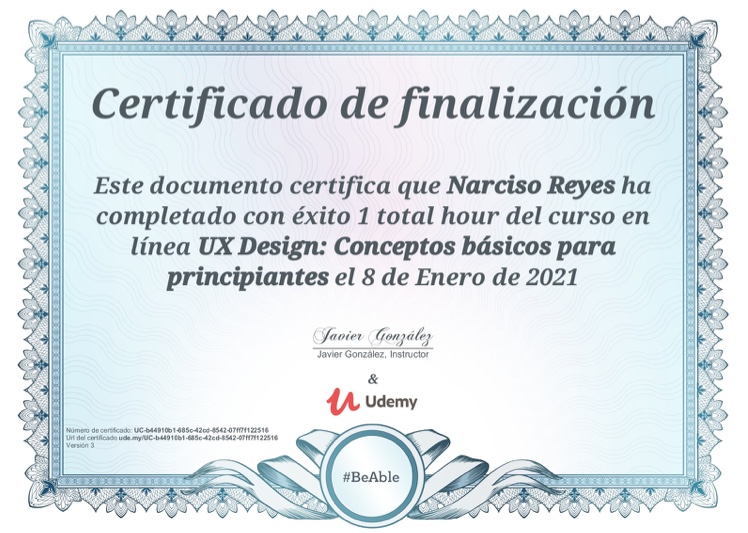 Certificado de finalización
Este documento certifica que Narciso Reyes ha
completado con éxito 1 total hour del curso en
línea UX Design: Conceptos básicos para
principiantes el 8 de Enero de 2021
Javier González
Javier González, Instructor
&
Udemy
Número de certificado: UC-b44910b1-685c-42cd-8542-07ff7f122516
Url del certificado ude.my/UC-b44910b1-685c-42cd-8542-07ff7f122516
Versión 3
#BeAble